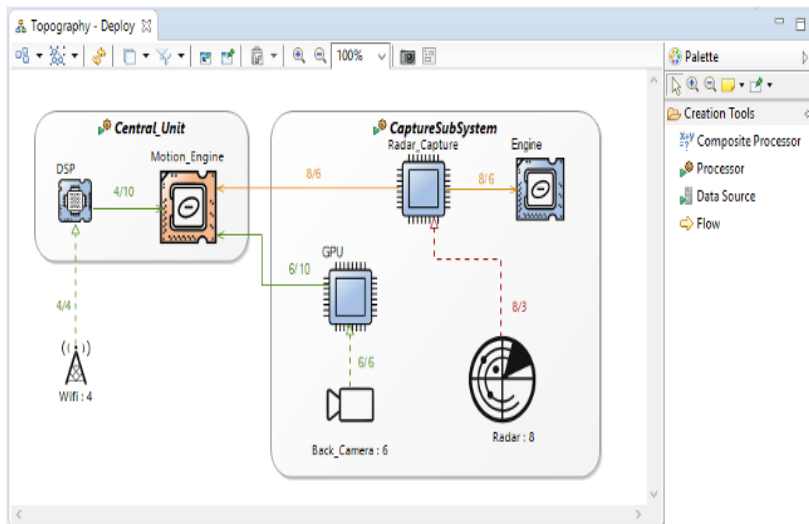 Topography - Deploy
100%
Palette
Creation Tools
Composite Processor
Processor
Data Source
Flow
Central_Unit
CaptureSubSystem
DSP
Motion_Engine
Radar_Capture
Engine
4/10
8/6
8/6
GPU
6/10
4/4
8/3
6/6
Wifi : 4
Back_Camera : 6
Radar : 8